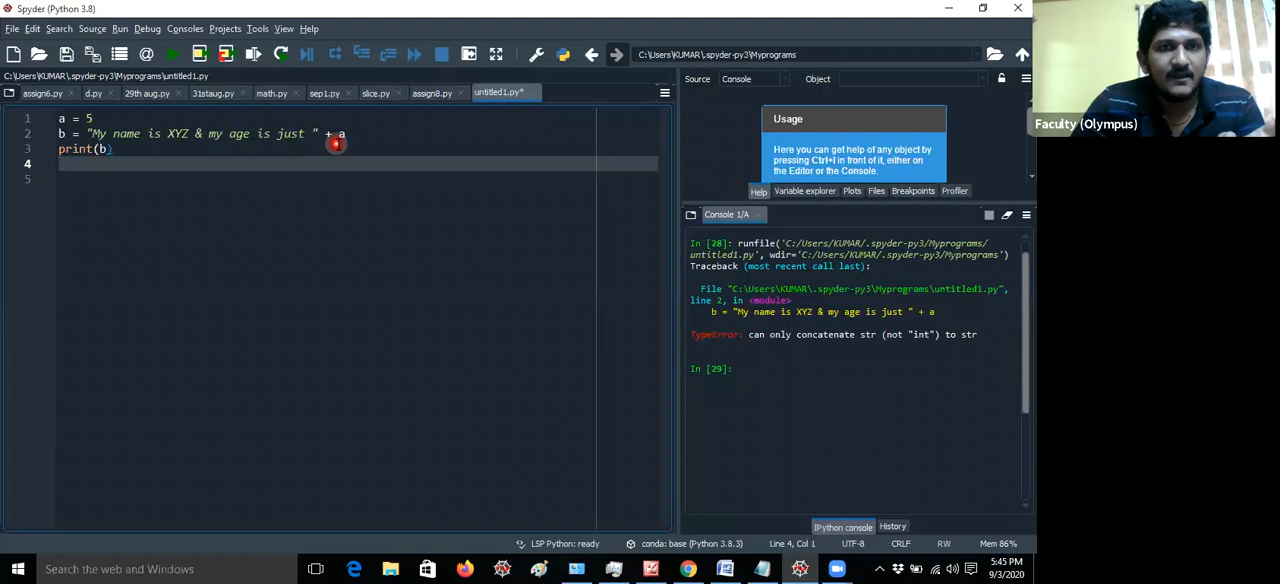 Spyder (Python 3.8)
File Edit Search Source Run Debug Consoles Projects Tools View Help
C:\Users\KUMAR\.spyder-py3\Myprograms
C:\Users\KUMAR\.spyder-py3\Myprograms\untitled1.py
Source Console Object
assign6.py d.py 29th aug.py 31staug.py math.py sep1.py slice.py assign8.py untitled1.py*
1 a = 5
2 b = "My name is XYZ & my age is just " + a
3 print(b)
4
5
Usage
Here you can get help of any object by
pressing Ctrl+I in front of it, either on
the Editor or the Console.
Help Variable explorer Plots Files Breakpoints Profiler
Console 1/A
In [28]: runfile('C:/Users/KUMAR/.spyder-py3/Myprograms/
untitled1.py', wdir='C:/Users/KUMAR/.spyder-py3/Myprograms')
Traceback (most recent call last):
File "C:\Users\KUMAR\.spyder-py3\Myprograms\untitled1.py",
line 2, in <module>
b = "My name is XYZ & my age is just " + a
TypeError: can only concatenate str (not "int") to str
In [29]:
IPython console History
LSP Python: ready conda: base (Python 3.8.3) Line 4, Col 1 UTF-8 CRLF RW Mem 86%
Search the web and Windows
5:45 PM
9/3/2020
Faculty (Olympus)